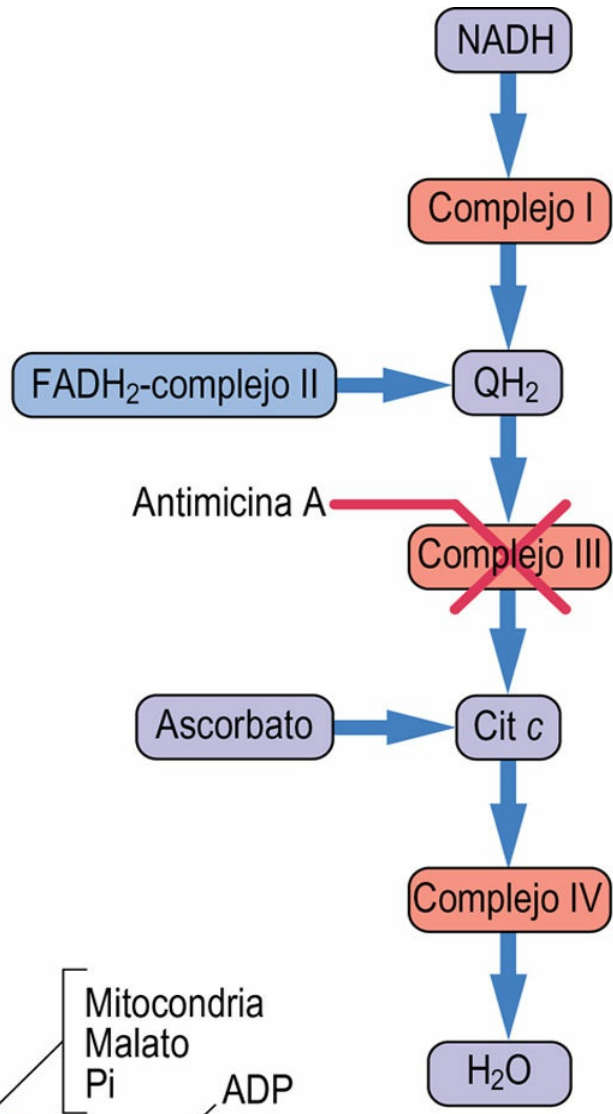 NADH
Complejo I
FADH₂-complejo II
QH₂
Antimicina A
Complejo III
Ascorbato
Cit c
Complejo IV
Mitocondria
Malato
Pi
ADP
H₂O